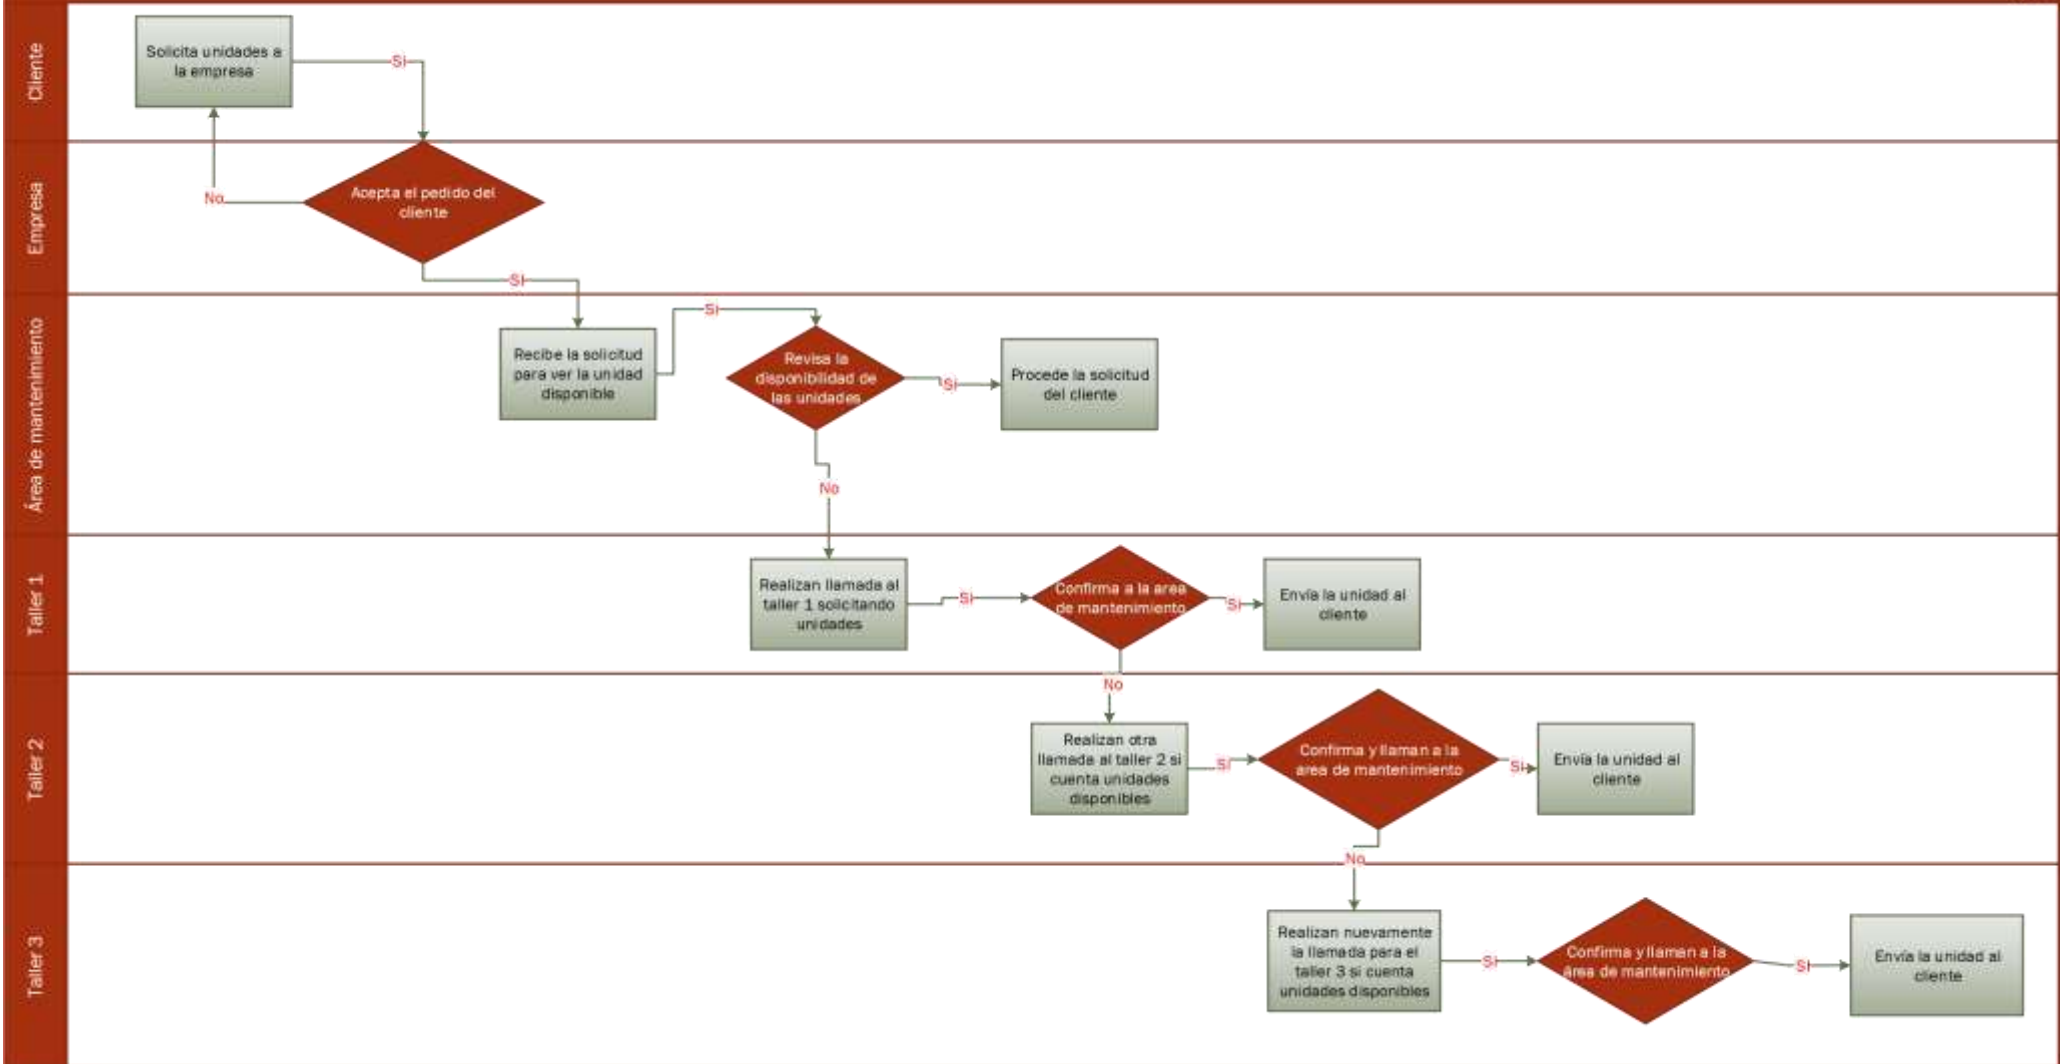 Cliente
Solicita unidades a
la empresa
Si
Empresa
No
Acepta el pedido del
cliente
Si
Área de mantenimiento
Recibe la solicitud
para ver la unidad
disponible
Si
Revisa la
disponibilidad de
las unidades
Si
Procede la solicitud
del cliente
No
Taller 1
Realizan llamada al
taller 1 solicitando
unidades
Si
Confirma a la area
de mantenimiento
Si
Envía la unidad al
cliente
No
Taller 2
Realizan otra
llamada al taller 2 si
cuenta unidades
disponibles
Si
Confirma y llaman a la
area de mantenimiento
Si
Envía la unidad al
cliente
No
Taller 3
Realizan nuevamente
la llamada para el
taller 3 si cuenta
unidades disponibles
Si
Confirma y llaman a la
área de mantenimiento
Si
Envía la unidad al
cliente